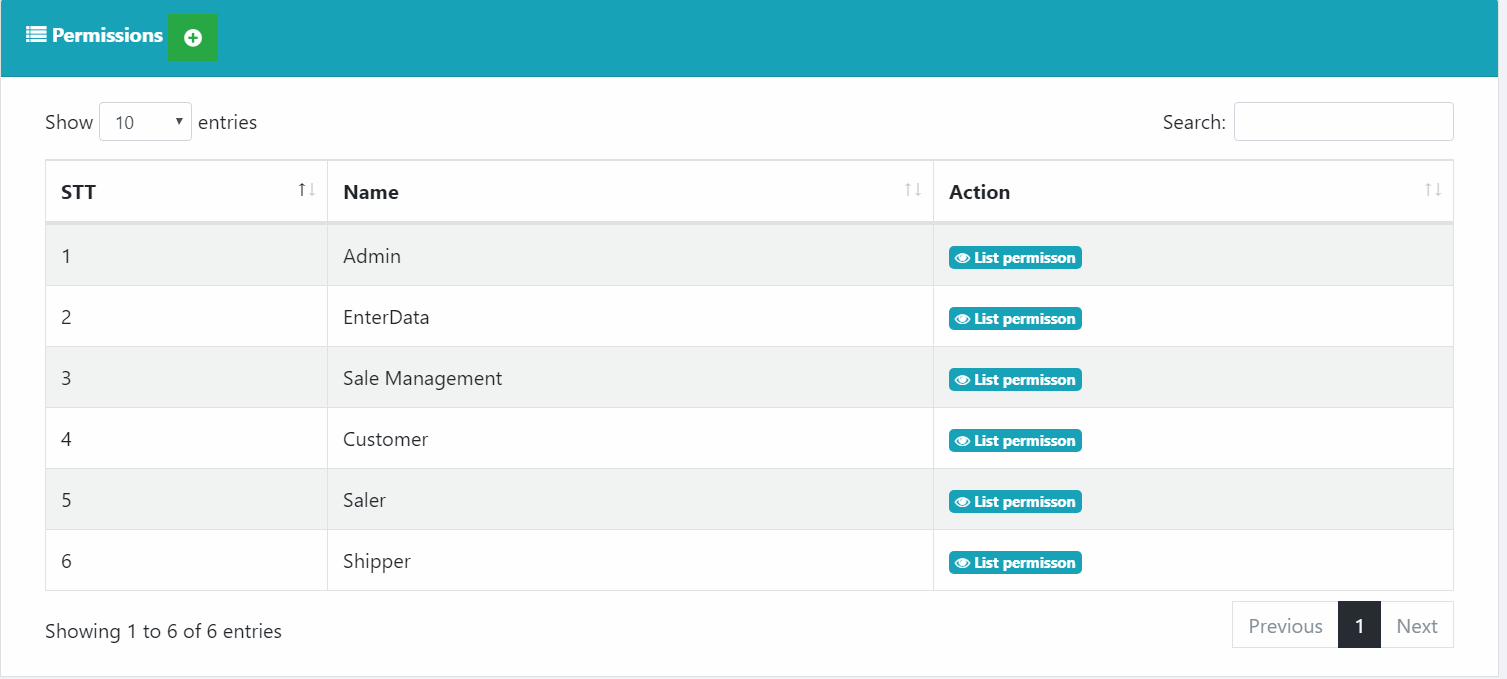 Permissions
Show 10 entries Search:
STT Name Action
1 Admin List permisson
2 EnterData List permisson
3 Sale Management List permisson
4 Customer List permisson
5 Saler List permisson
6 Shipper List permisson
Showing 1 to 6 of 6 entries Previous 1 Next